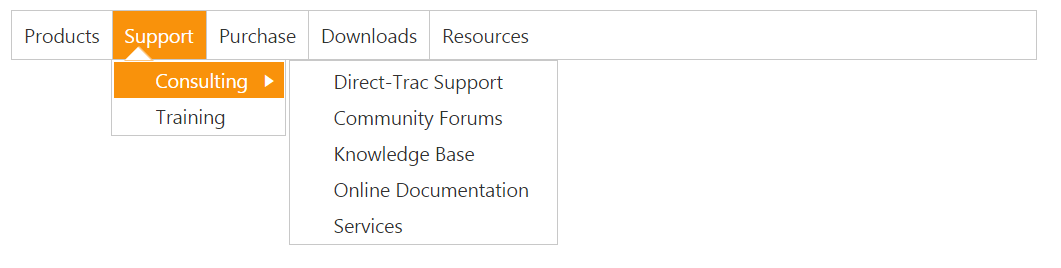 Products Support Purchase Downloads Resources
Consulting
Training
Direct-Trac Support
Community Forums
Knowledge Base
Online Documentation
Services